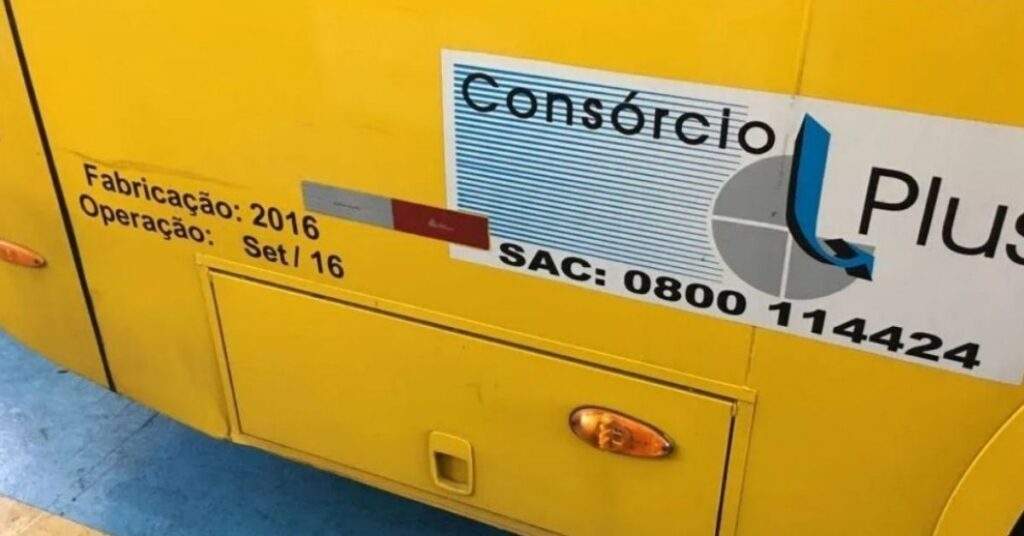 Fabricação: 2016
Operação: Set / 16
Consórcio
Plus
SAC: 0800 114424